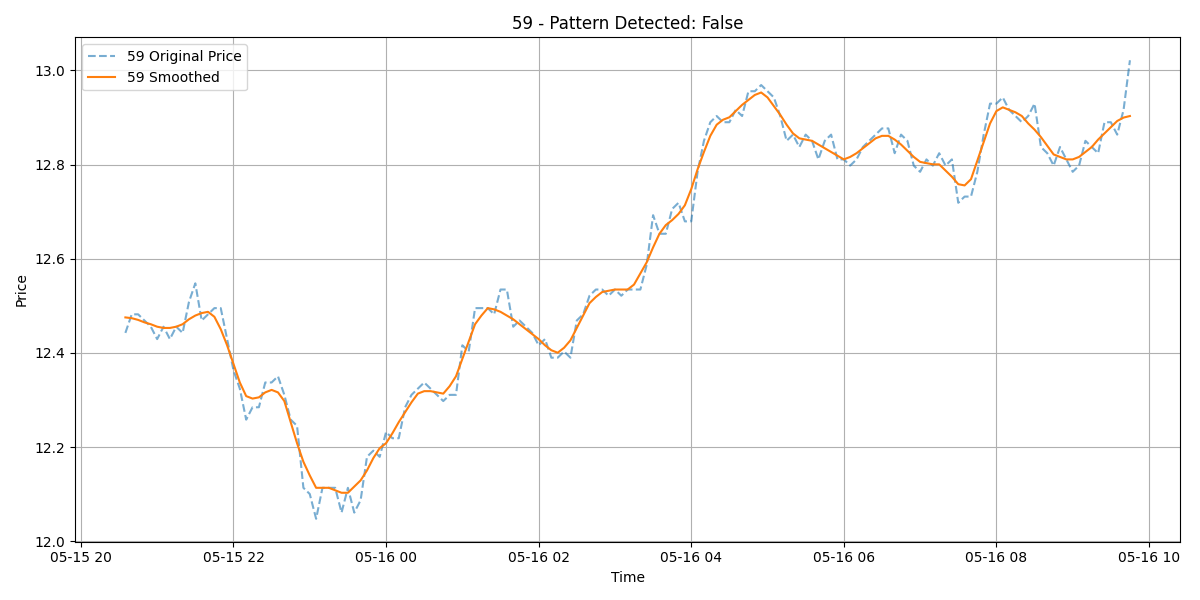 59 - Pattern Detected: False
59 Original Price
59 Smoothed
Price
13.0
12.8
12.6
12.4
12.2
12.0
05-15 20 05-15 22 05-16 00 05-16 02 05-16 04 05-16 06 05-16 08 05-16 10
Time